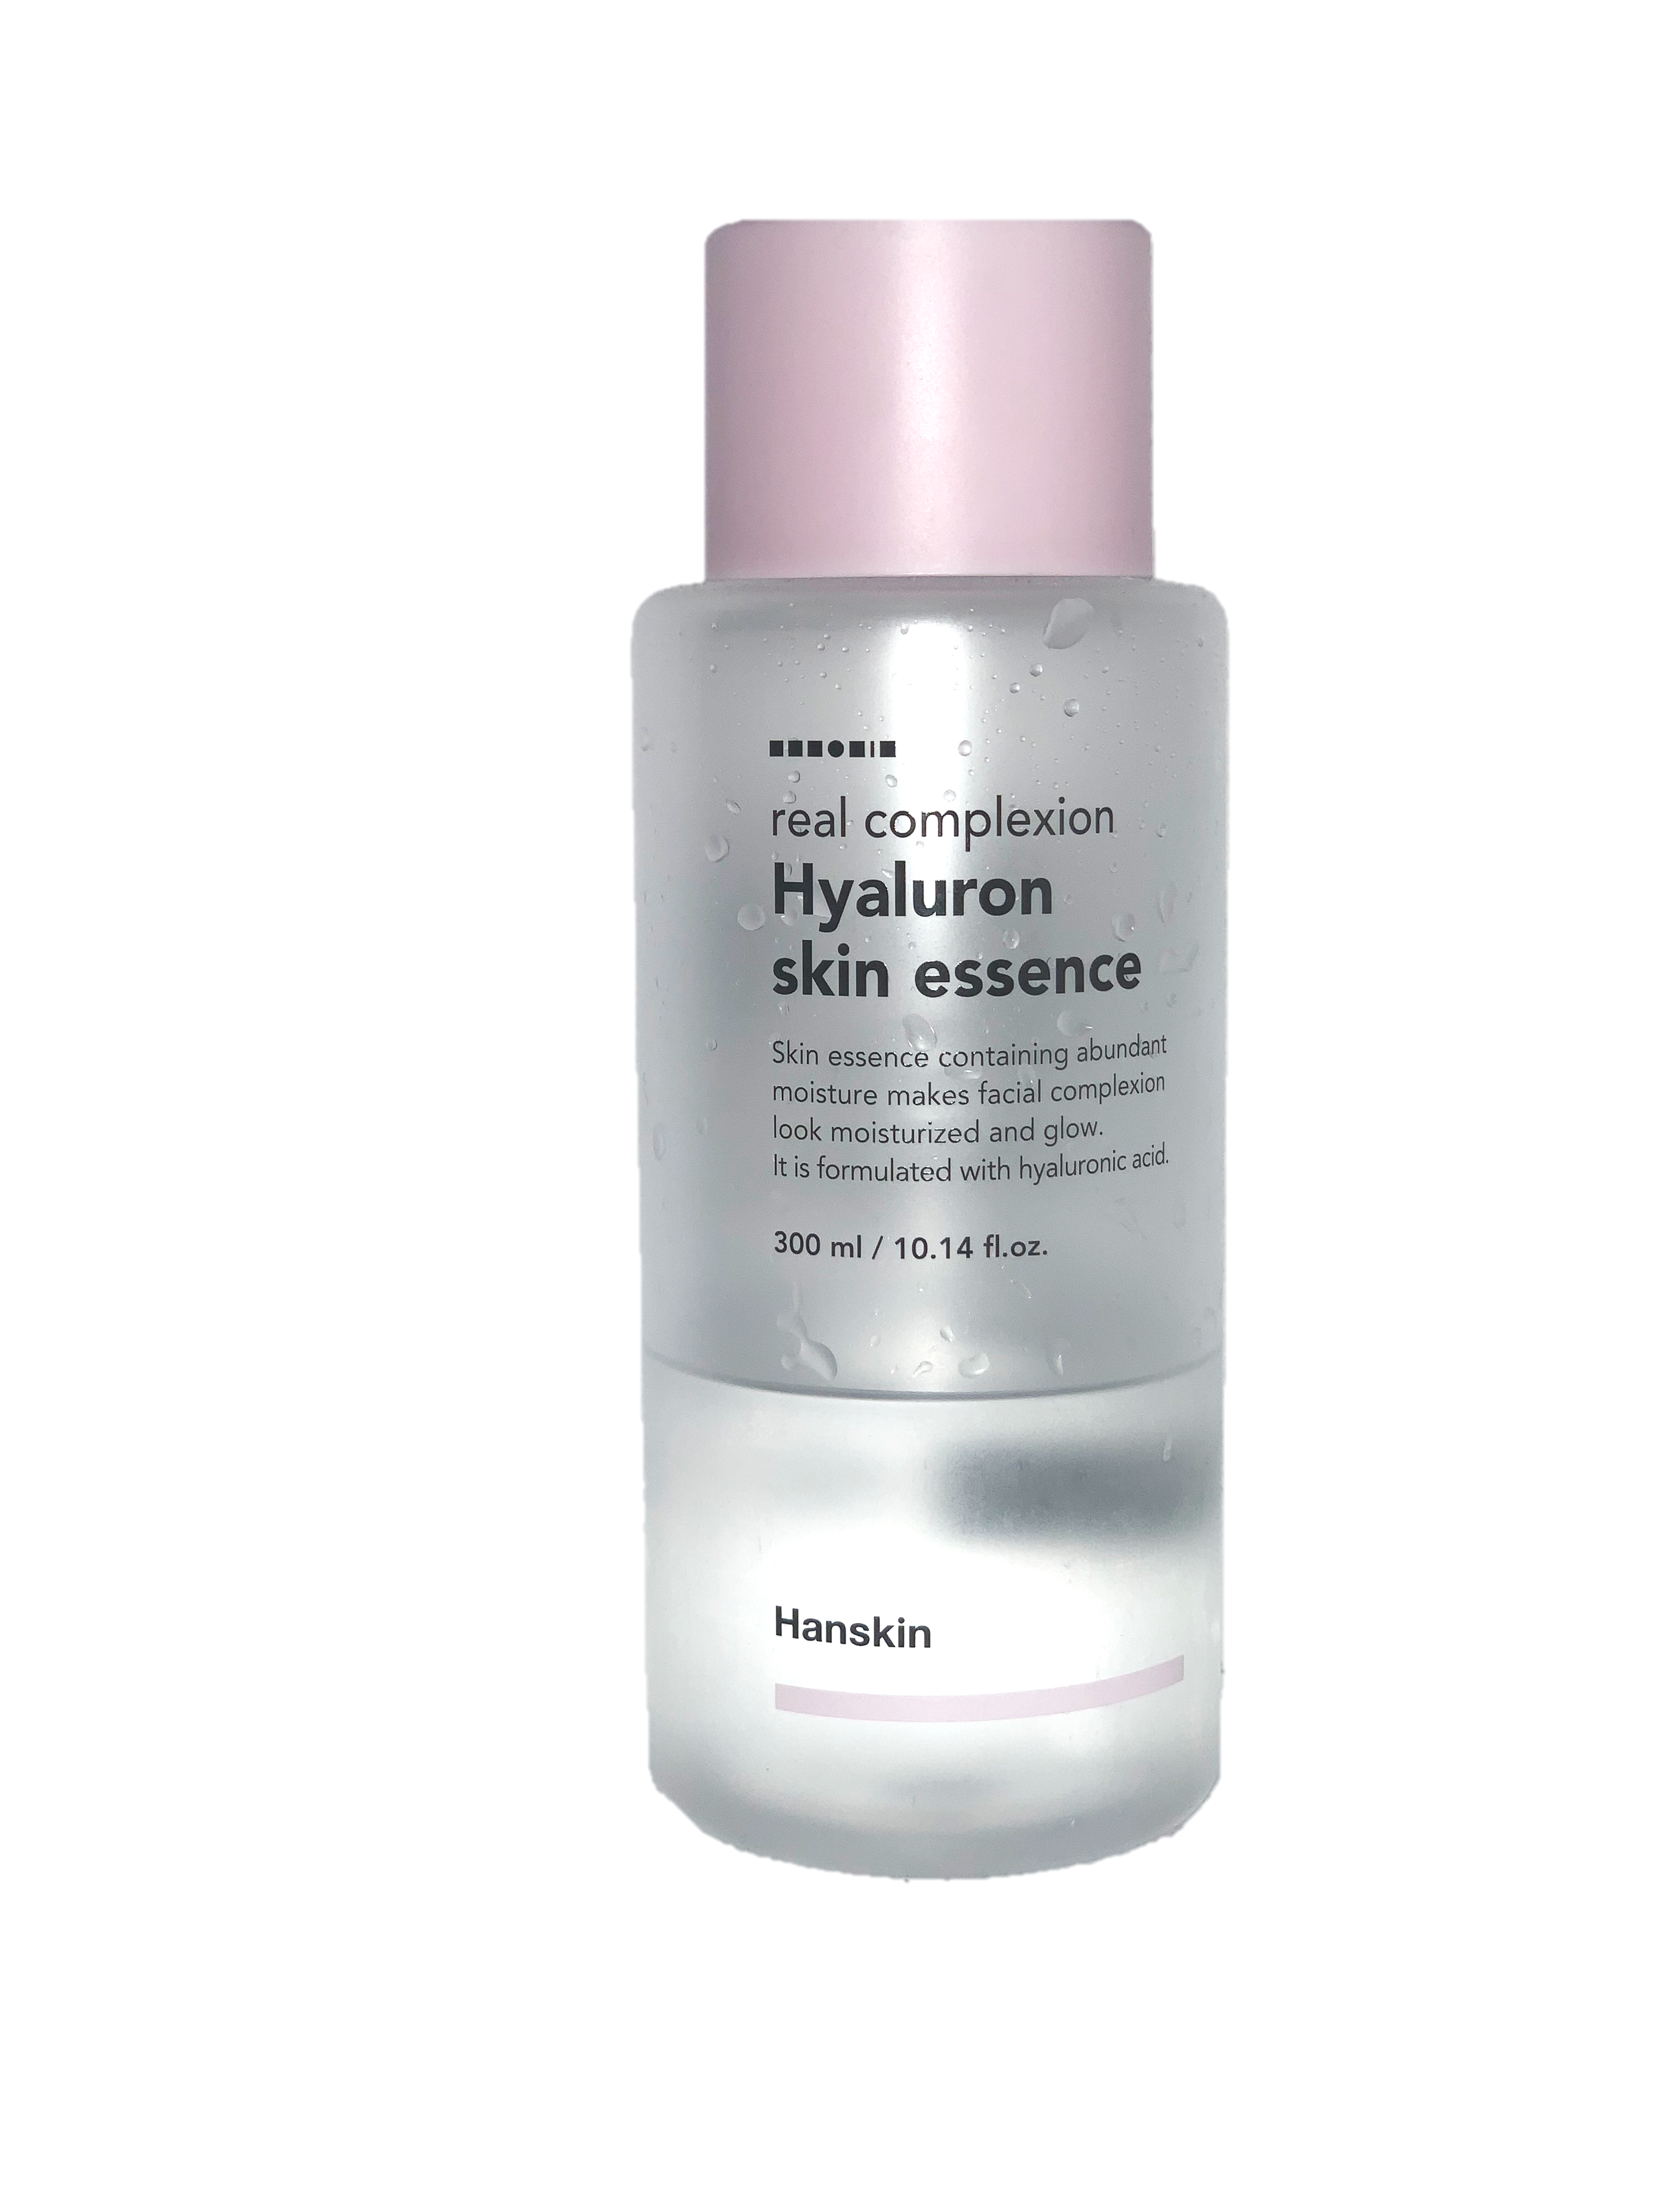 real complexion
Hyaluron
skin essence
Skin essence containing abundant
moisture makes facial complexion
look moisturized and glow.
It is formulated with hyaluronic acid.
300 ml / 10.14 fl.oz.
Hanskin